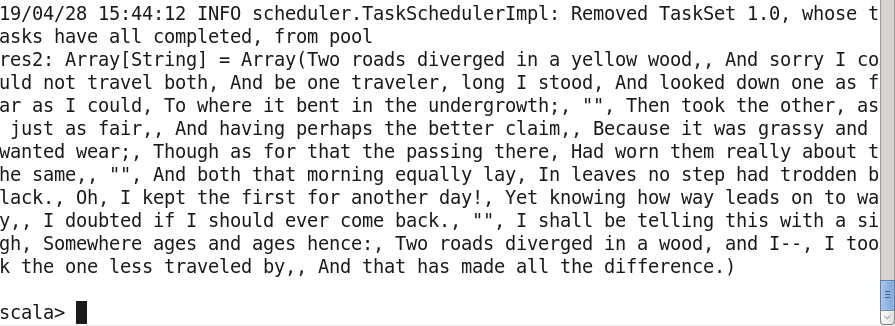 19/04/28 15:44:12 INFO scheduler.TaskSchedulerImpl: Removed TaskSet 1.0, whose t
asks have all completed, from pool
res2: Array[String] = Array(Two roads diverged in a yellow wood,, And sorry I co
uld not travel both, And be one traveler, long I stood, And looked down one as f
ar as I could, To where it bent in the undergrowth;, "", Then took the other, as
 just as fair,, And having perhaps the better claim,, Because it was grassy and 
wanted wear;, Though as for that the passing there, Had worn them really about t
he same,, "", And both that morning equally lay, In leaves no step had trodden b
lack., Oh, I kept the first for another day!, Yet knowing how way leads on to wa
y,, I doubted if I should ever come back., "", I shall be telling this with a si
gh, Somewhere ages and ages hence:, Two roads diverged in a wood, and I--, I too
k the one less traveled by,, And that has made all the difference.)
scala>